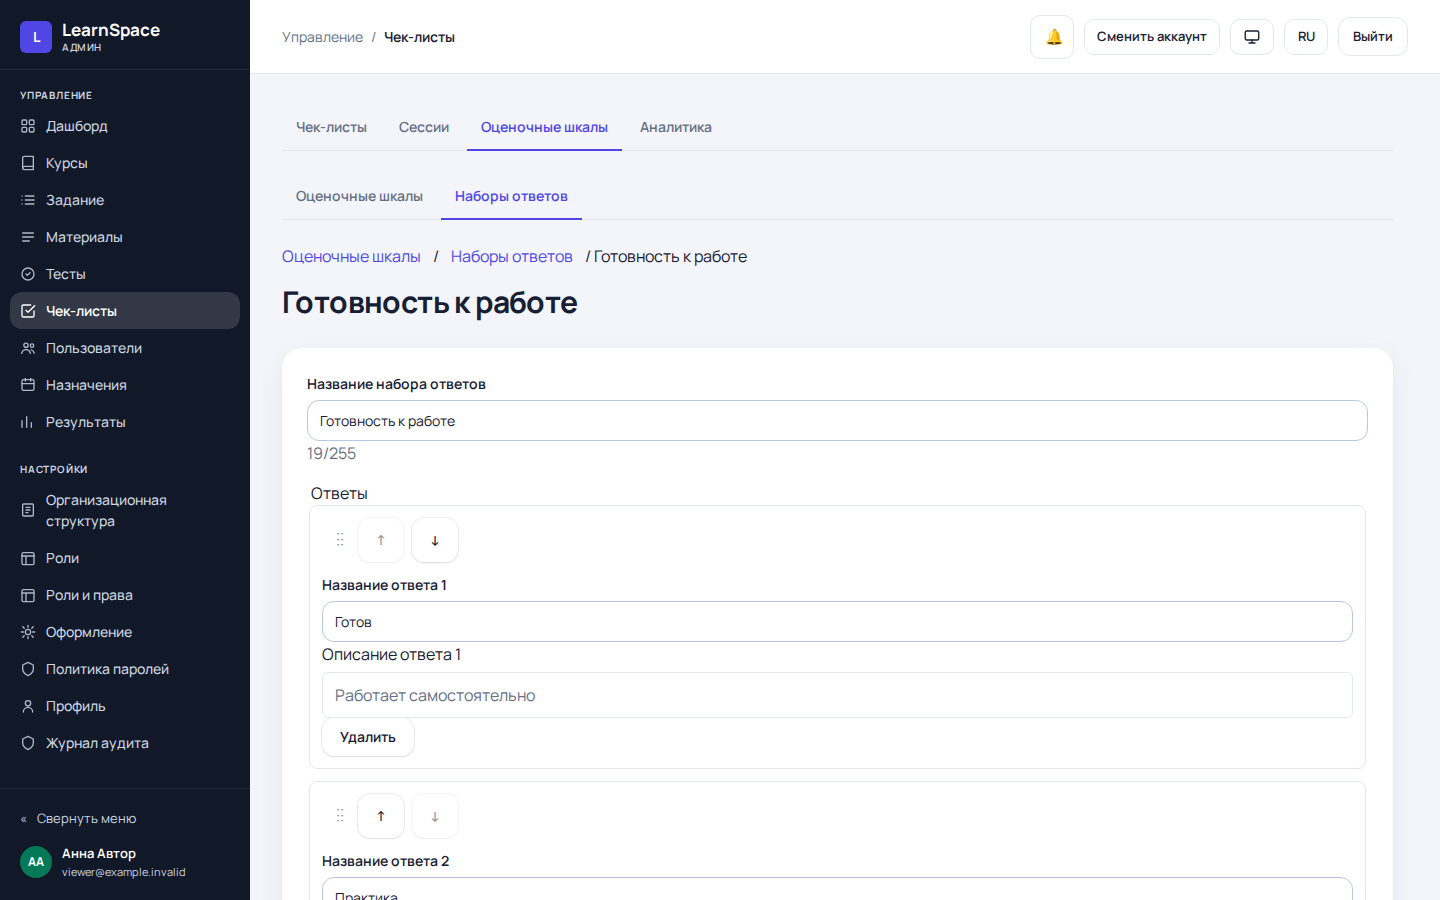 L
LearnSpace
АДМИН
УПРАВЛЕНИЕ
Дашборд
Курсы
Задание
Материалы
Тесты
Чек-листы
Пользователи
Назначения
Результаты
НАСТРОЙКИ
Организационная
структура
Роли
Роли и права
Оформление
Политика паролей
Профиль
Журнал аудита
« Свернуть меню
АА
Анна Автор
viewer@example.invalid
Управление / Чек-листы
Сменить аккаунт
RU
Выйти
Чек-листы Сессии Оценочные шкалы Аналитика
Оценочные шкалы Наборы ответов
Оценочные шкалы / Наборы ответов / Готовность к работе
Готовность к работе
Название набора ответов
Готовность к работе
19/255
Ответы
↑ ↓
Название ответа 1
Готов
Описание ответа 1
Работает самостоятельно
Удалить
↑ ↓
Название ответа 2
Практика